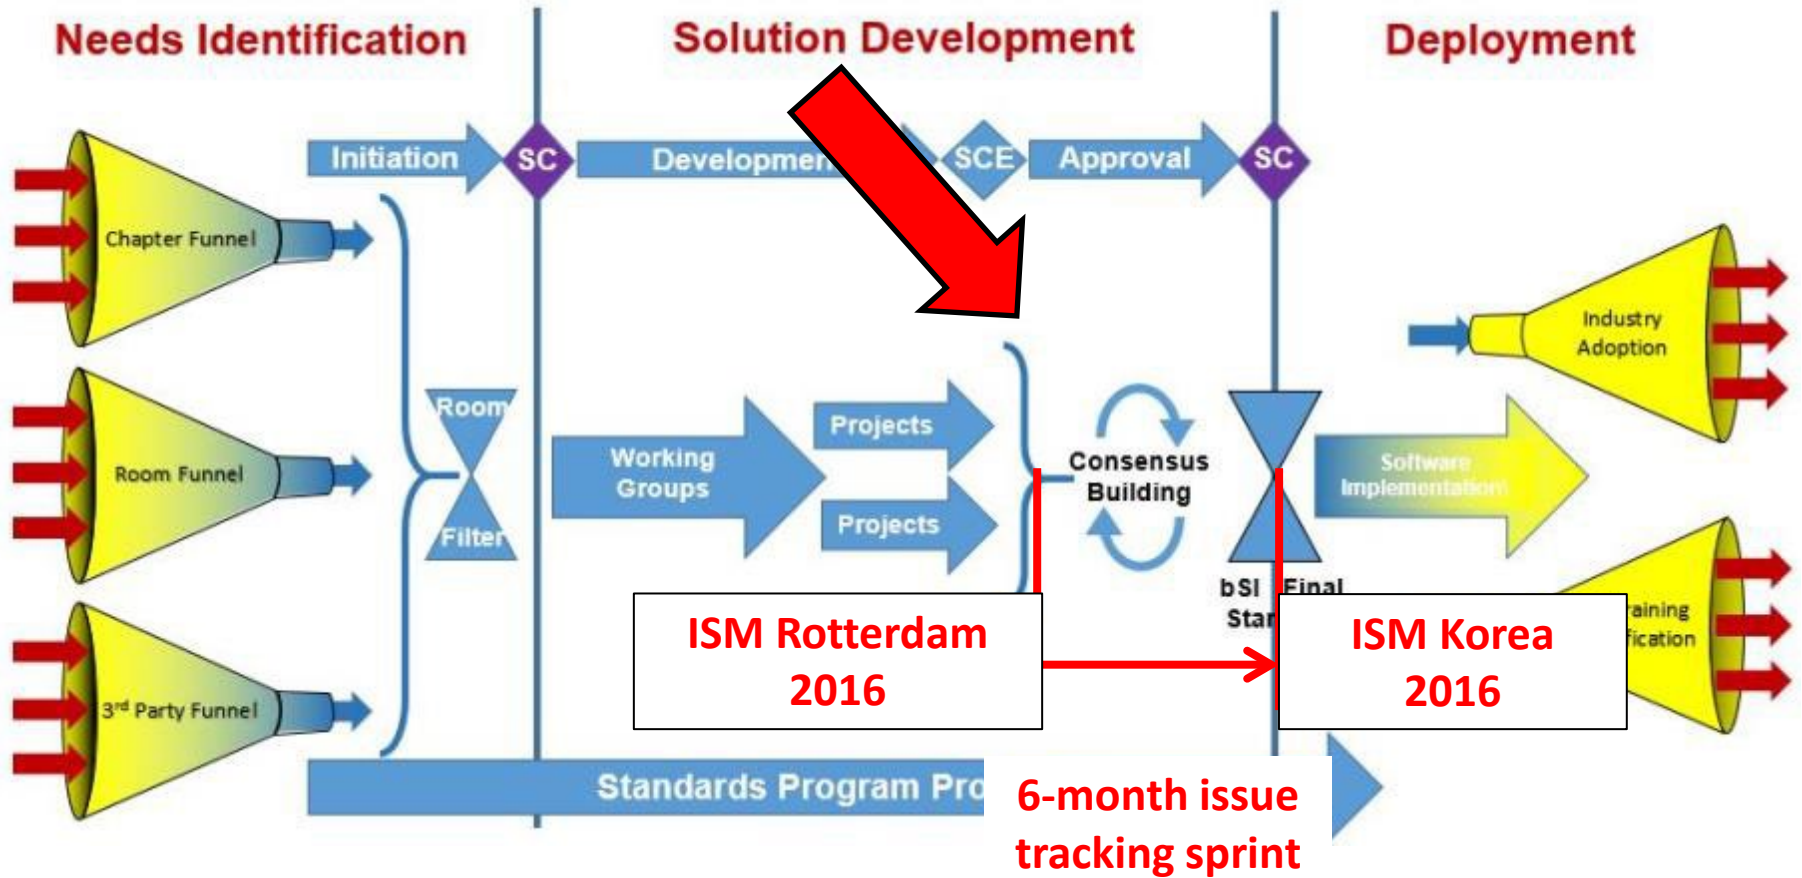 Needs Identification
Solution Development
Deployment
Initiation
SC
Developmen
SCE
Approval
SC
Chapter Funnel
Industry
Adoption
Room
Filter
Room Funnel
Working
Groups
Projects
Projects
Consensus
Building
Software
Implementation
bSI Final
Star
raining
fication
ISM Rotterdam
2016
ISM Korea
2016
3rd Party Funnel
Standards Program Pro
6-month issue
tracking sprint